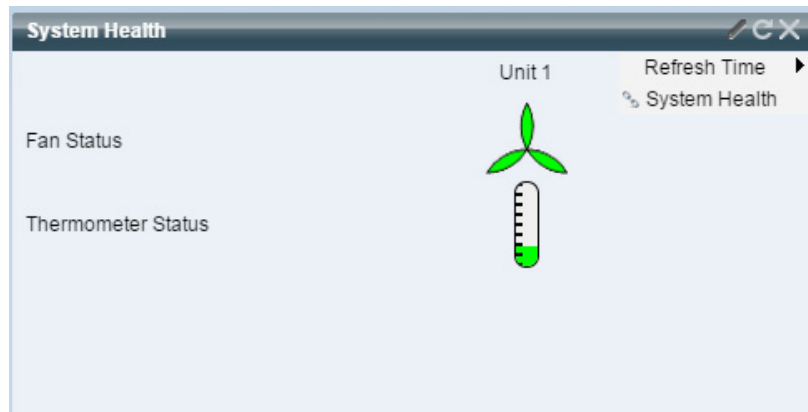 System Health
Unit 1
Refresh Time
System Health
Fan Status
Thermometer Status